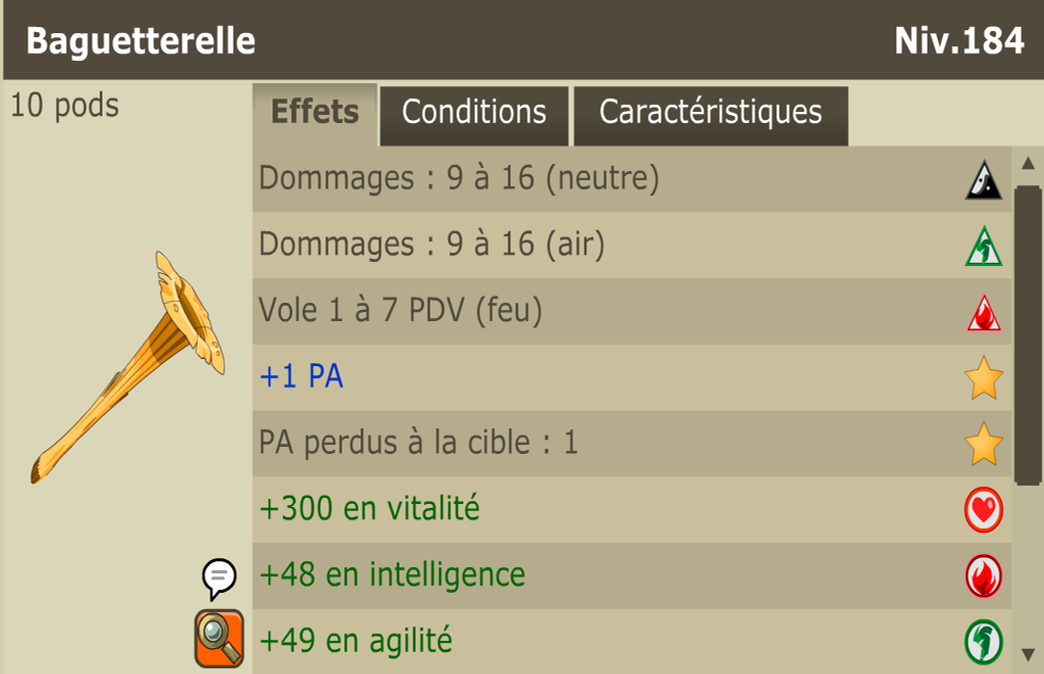 Baguetterelle
Niv.184
10 pods
Effets
Conditions
Caractéristiques
Dommages : 9 à 16 (neutre)
Dommages : 9 à 16 (air)
Vole 1 à 7 PDV (feu)
+1 PA
PA perdus à la cible : 1
+300 en vitalité
+48 en intelligence
+49 en agilité